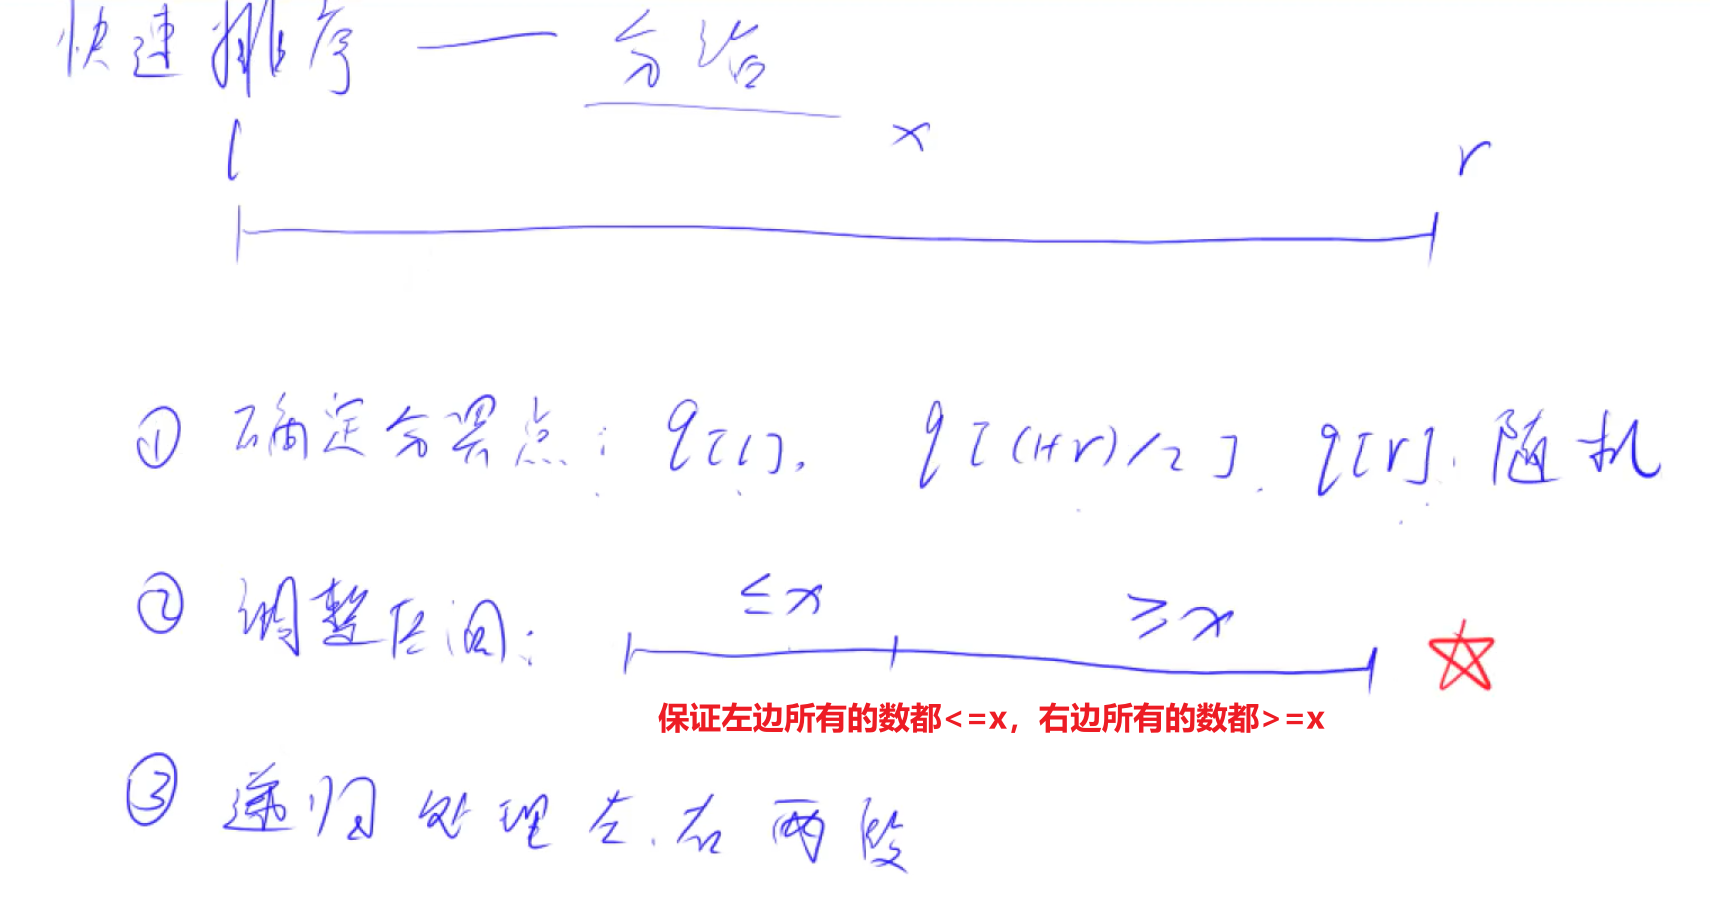 快速排序 —— 分治
l x r
① 确定分界点：q[l]， q[(l+r)/2]，q[r]，随机
② 调整区间： ≤x ≥x
保证左边所有的数都<=x，右边所有的数都>=x
③ 递归 处理左、右两段